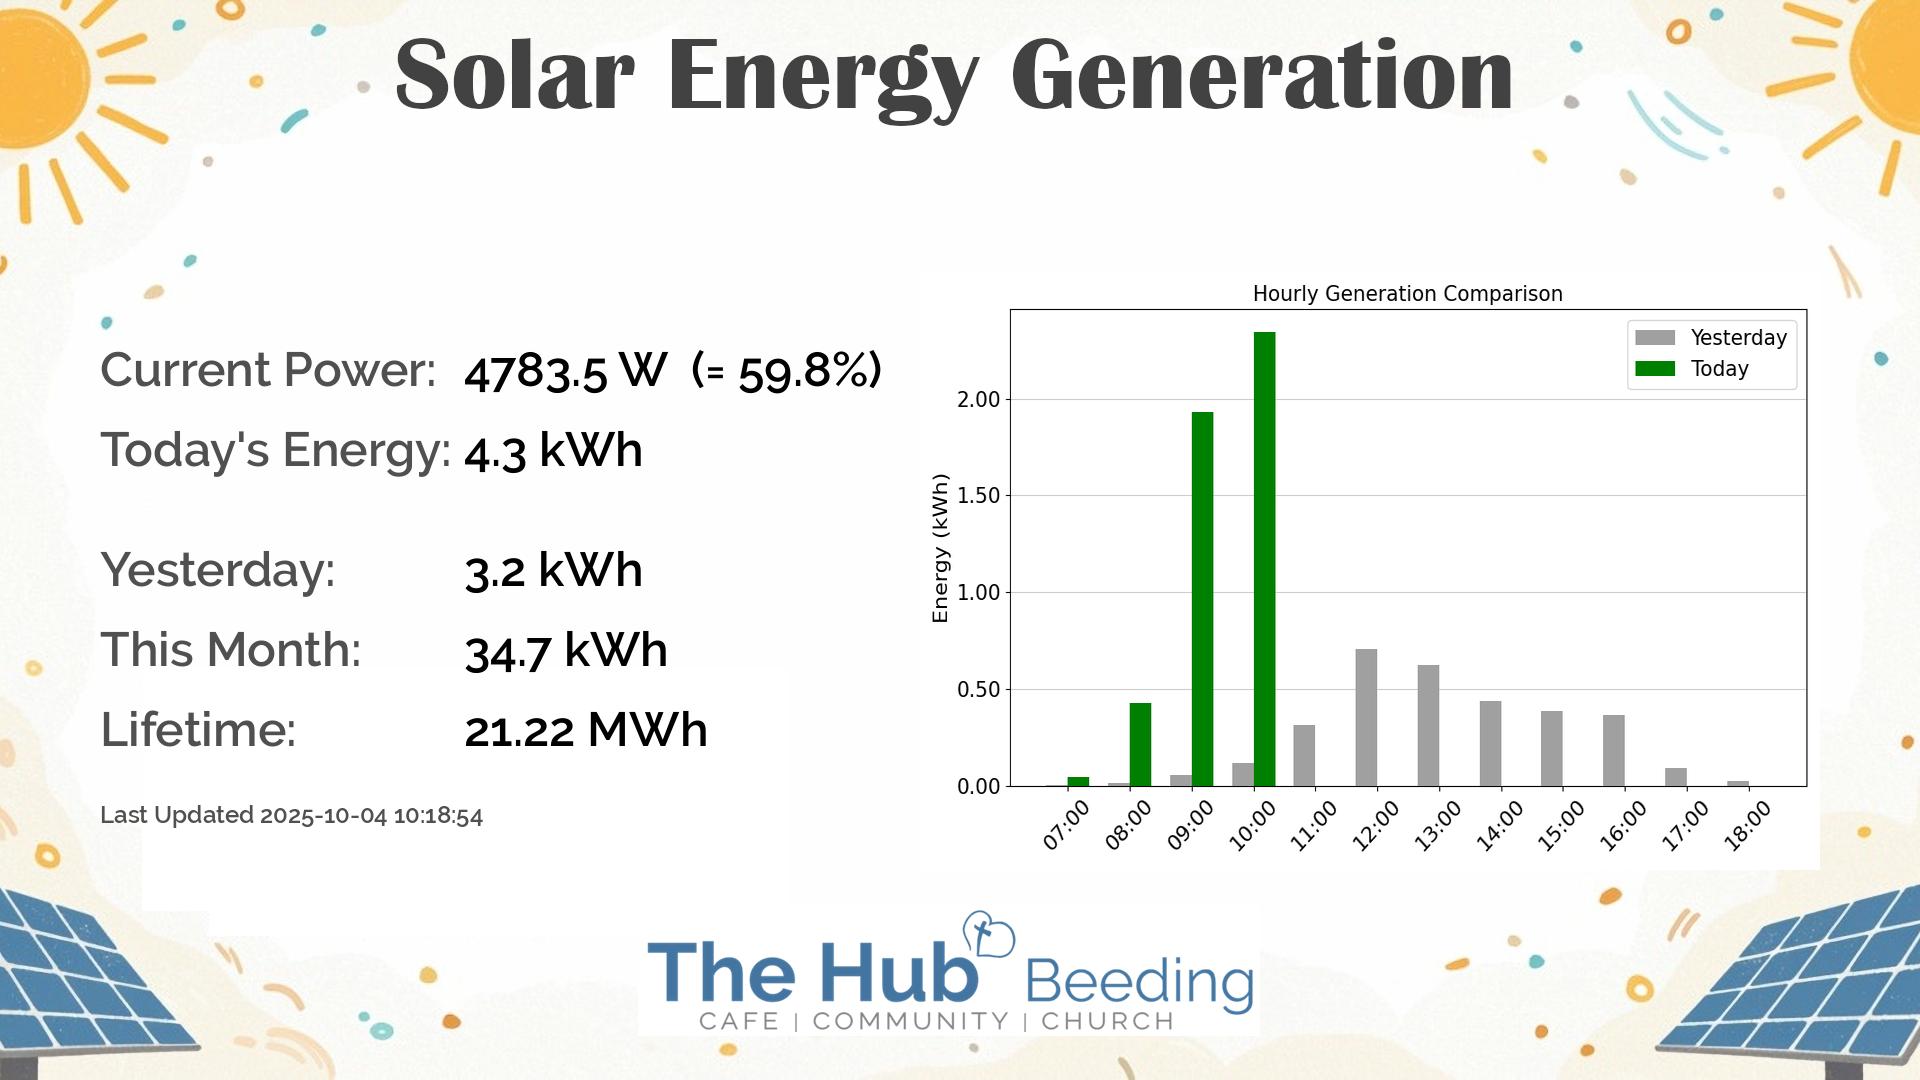 Solar Energy Generation
Current Power: 4783.5 W (= 59.8%)
Today's Energy: 4.3 kWh
Yesterday: 3.2 kWh
This Month: 34.7 kWh
Lifetime: 21.22 MWh
Last Updated 2025-10-04 10:18:54
Hourly Generation Comparison
Yesterday
Today
Energy (kWh)
2.00
1.50
1.00
0.50
0.00
07:00 08:00 09:00 10:00 11:00 12:00 13:00 14:00 15:00 16:00 17:00 18:00
The Hub Beeding
CAFE | COMMUNITY | CHURCH